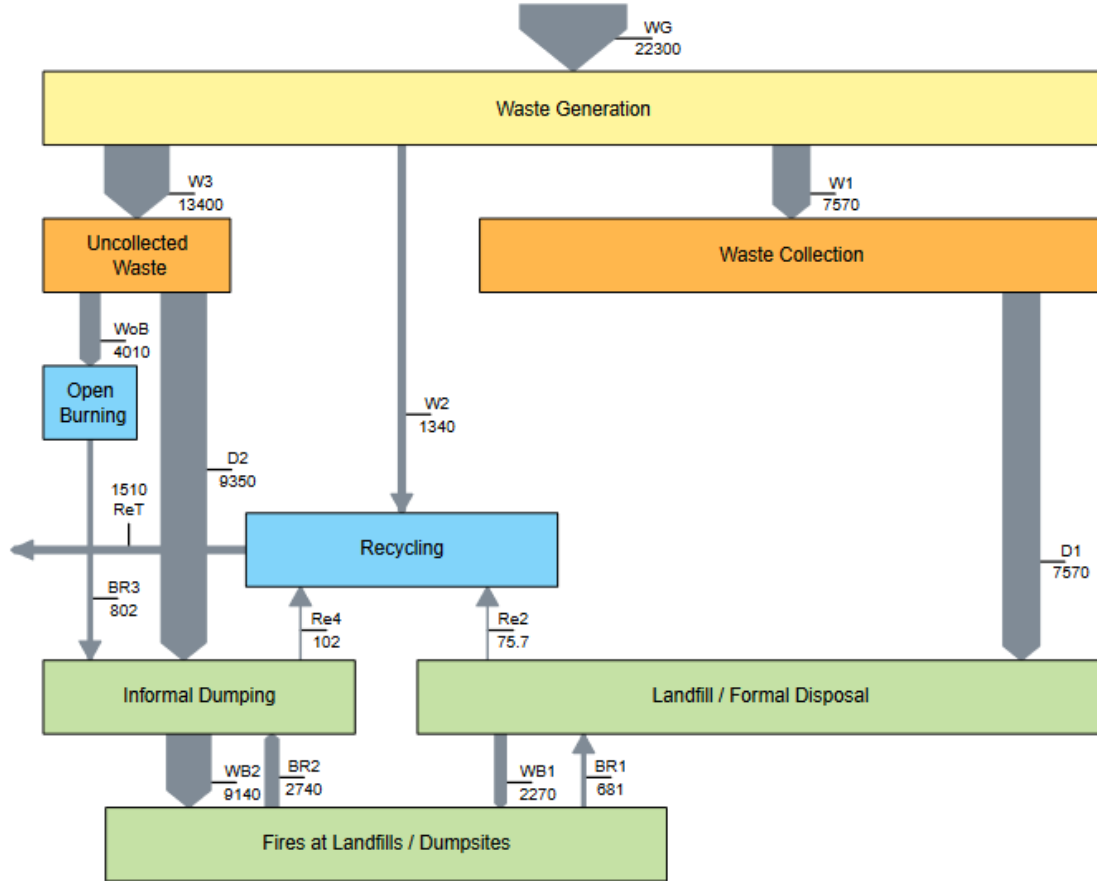 WG
22300
Waste Generation
W3
13400
W1
7570
Uncollected
Waste
Waste Collection
WoB
4010
Open
Burning
W2
1340
D2
9350
1510
ReT
Recycling
D1
7570
BR3
802
Re4
102
Re2
75.7
Informal Dumping
Landfill / Formal Disposal
WB2
9140
BR2
2740
WB1
2270
BR1
681
Fires at Landfills / Dumpsites